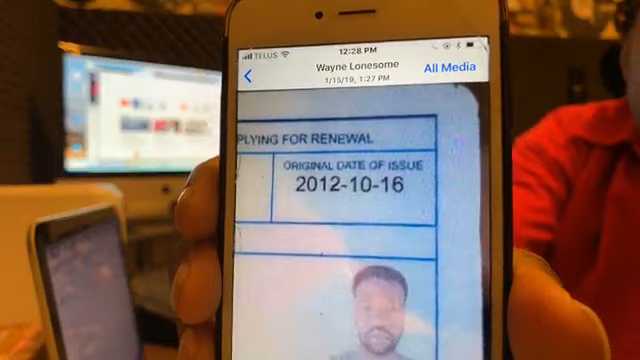 TELUS
12:28 PM
Wayne Lonesome
1/15/19, 1:27 PM
All Media
PLYING FOR RENEWAL
ORIGINAL DATE OF ISSUE
2012-10-16